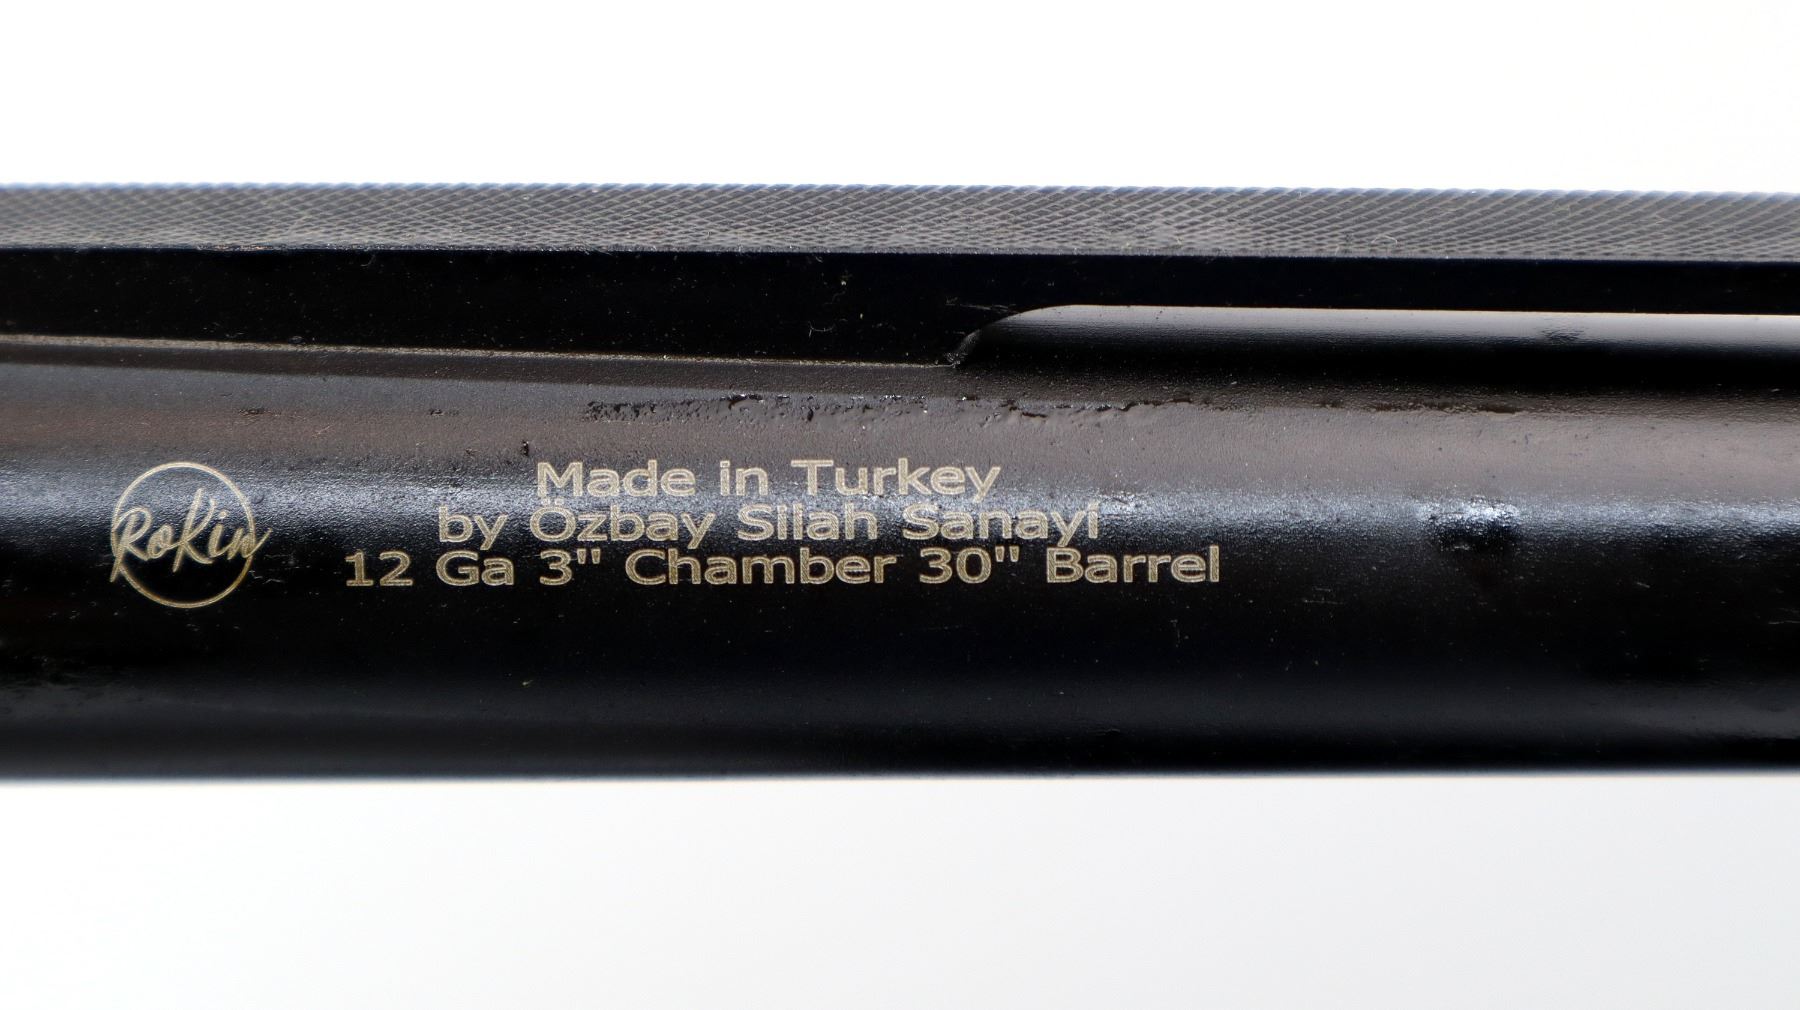 RoKin
Made in Turkey
by Özbay Silah Sanayi
12 Ga 3" Chamber 30" Barrel